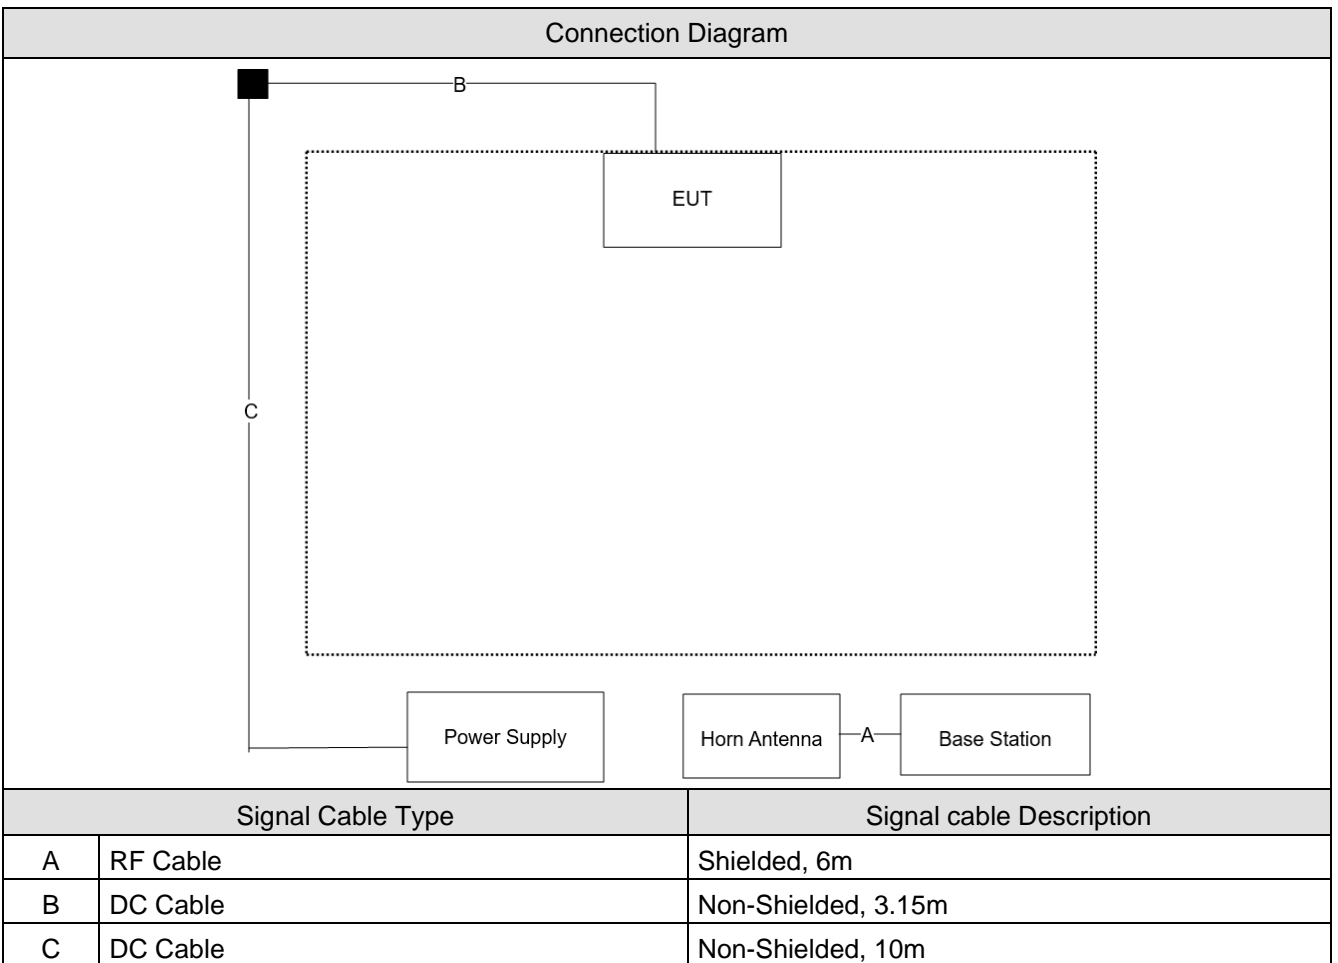 Connection Diagram
B
EUT
C
Power Supply
Horn Antenna
A
Base Station
Signal Cable Type Signal cable Description
A RF Cable Shielded, 6m
B DC Cable Non-Shielded, 3.15m
C DC Cable Non-Shielded, 10m